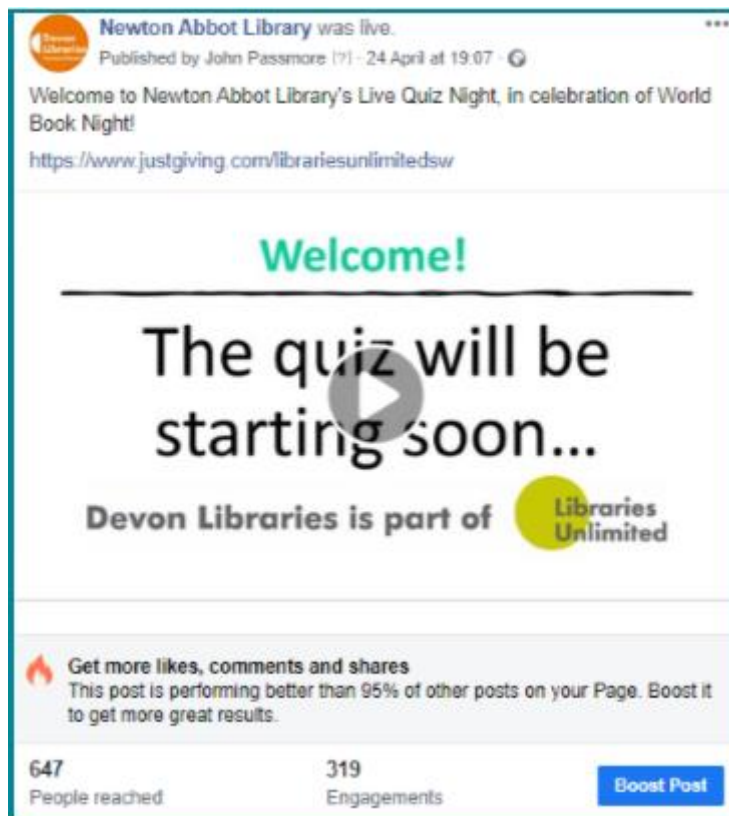 Devon
Libraries
Newton Abbot Library was live.
Published by John Passmore [?] · 24 April at 19:07 ·
Welcome to Newton Abbot Library's Live Quiz Night, in celebration of World
Book Night!
https://www.justgiving.com/librariesunlimitedsw
Welcome!
The quiz will be
starting soon...
Devon Libraries is part of Libraries
Unlimited
Get more likes, comments and shares
This post is performing better than 95% of other posts on your Page. Boost it
to get more great results.
647 319
People reached Engagements Boost Post